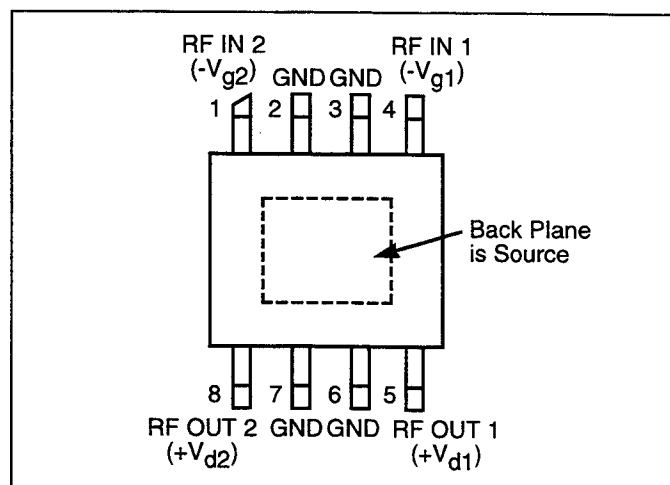 RF IN 2 RF IN 1
(-Vg2) GND GND (-Vg1)
1 2 3 4
Back Plane
is Source
8 7 6 5
RF OUT 2 GND GND RF OUT 1
(+Vd2) (+Vd1)